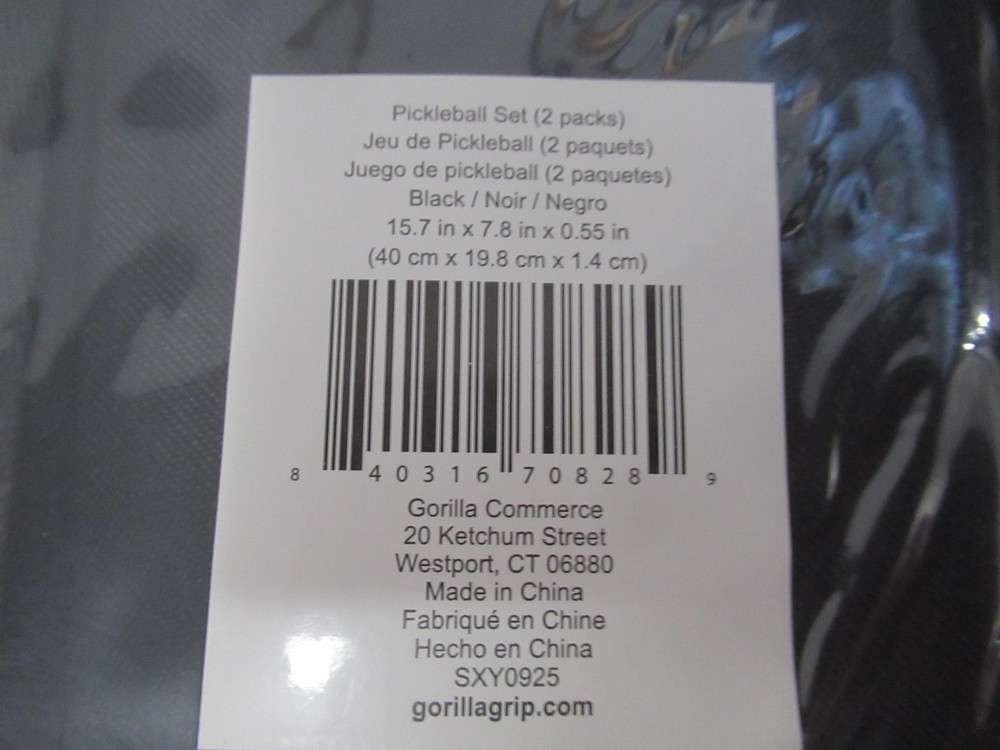 Pickleball Set (2 packs)
Jeu de Pickleball (2 paquets)
Juego de pickleball (2 paquetes)
Black / Noir / Negro
15.7 in x 7.8 in x 0.55 in
(40 cm x 19.8 cm x 1.4 cm)
8 40316 70828 9
Gorilla Commerce
20 Ketchum Street
Westport, CT 06880
Made in China
Fabriqué en Chine
Hecho en China
SXY0925
gorillagrip.com